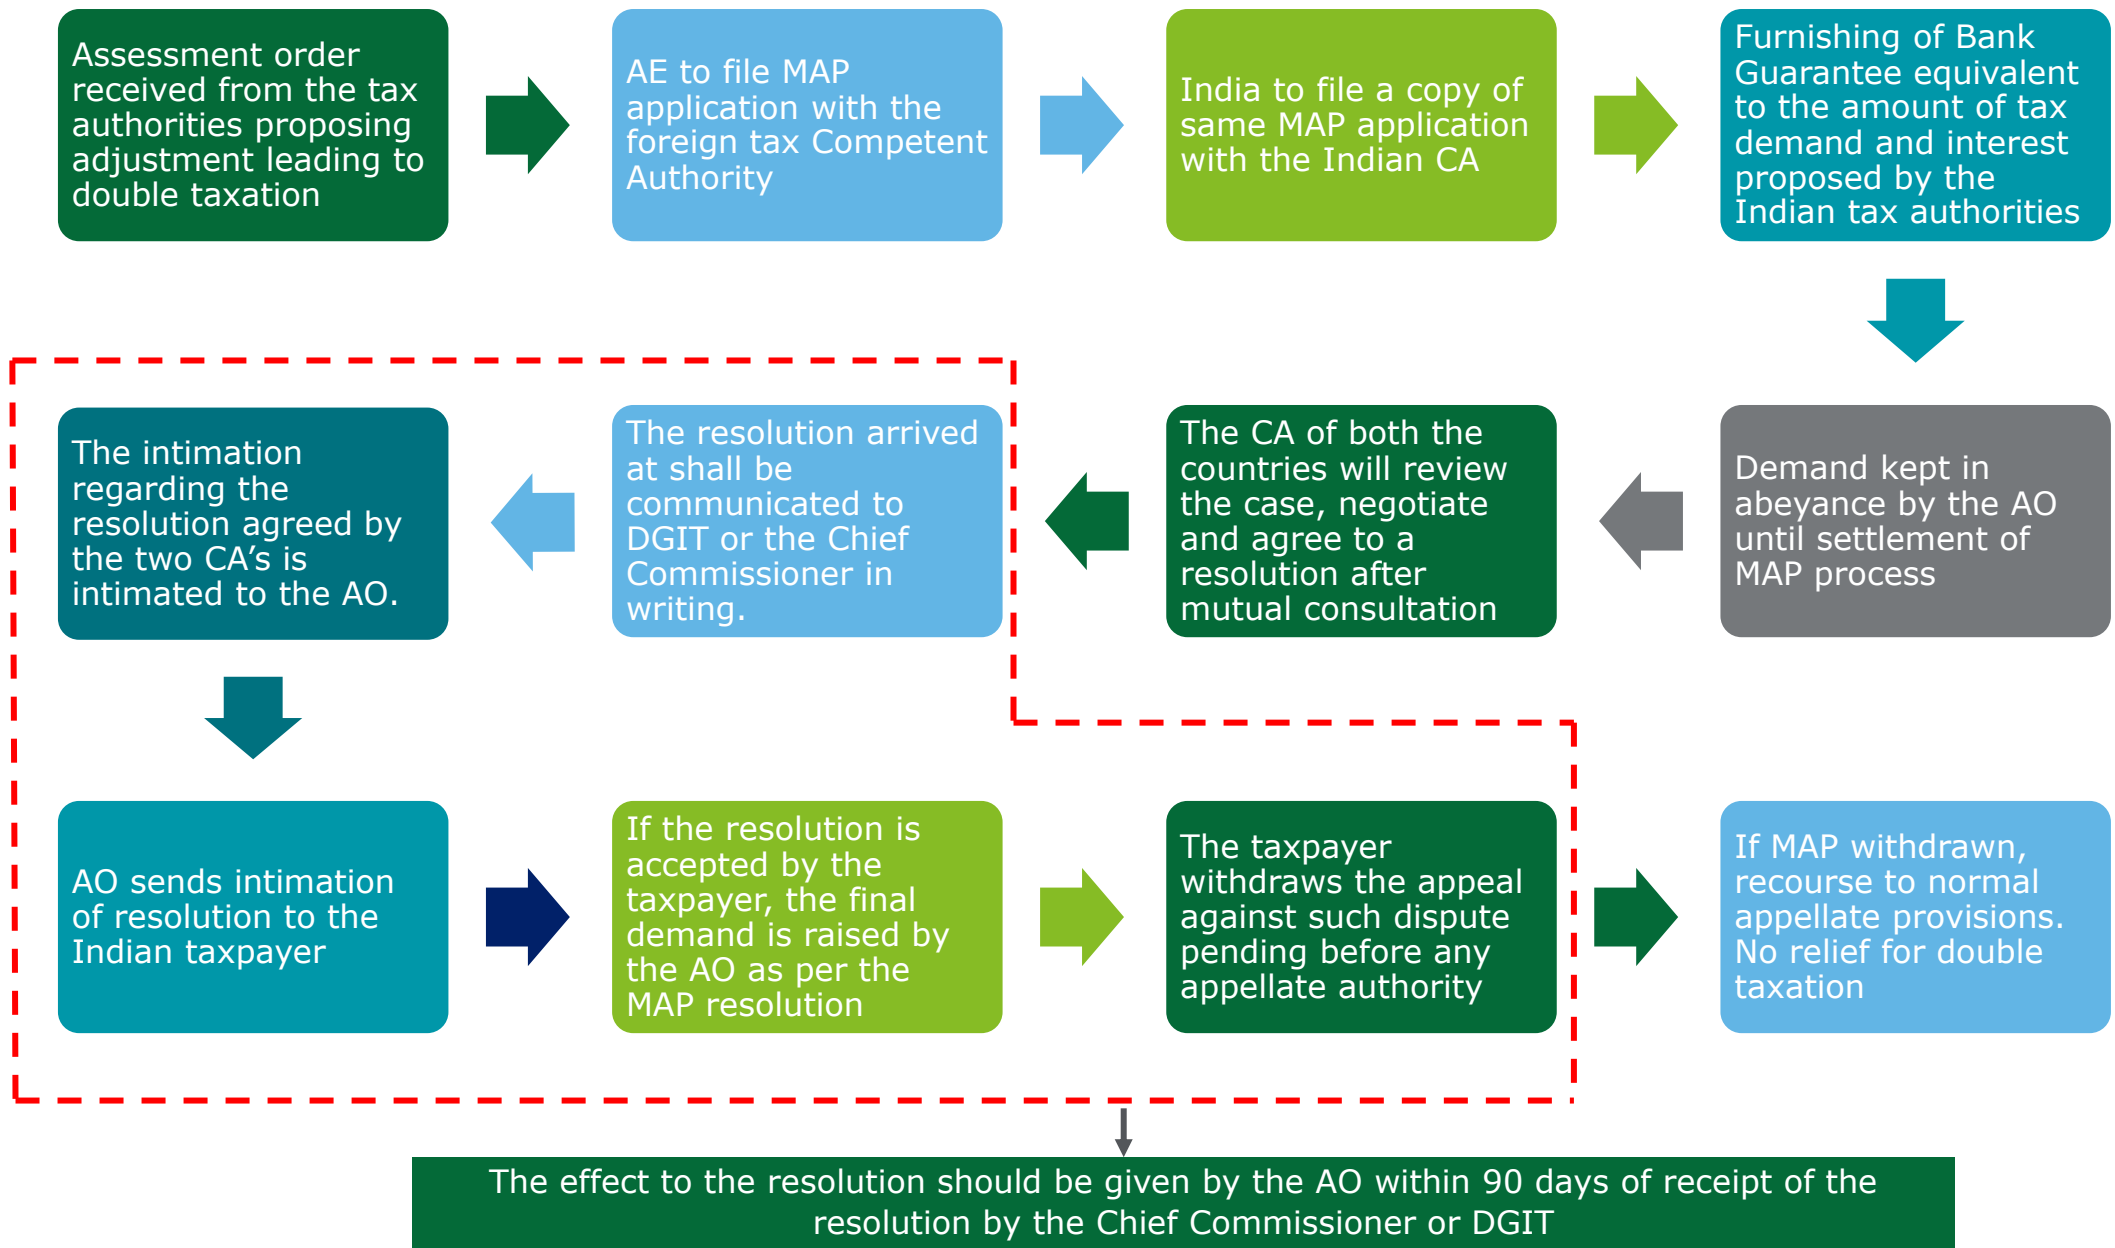 Assessment order
received from the tax
authorities proposing
adjustment leading to
double taxation
AE to file MAP
application with the
foreign tax Competent
Authority
India to file a copy of
same MAP application
with the Indian CA
Furnishing of Bank
Guarantee equivalent
to the amount of tax
demand and interest
proposed by the
Indian tax authorities
Demand kept in
abeyance by the AO
until settlement of
MAP process
The CA of both the
countries will review
the case, negotiate
and agree to a
resolution after
mutual consultation
The resolution arrived
at shall be
communicated to
DGIT or the Chief
Commissioner in
writing.
The intimation
regarding the
resolution agreed by
the two CA’s is
intimated to the AO.
AO sends intimation
of resolution to the
Indian taxpayer
If the resolution is
accepted by the
taxpayer, the final
demand is raised by
the AO as per the
MAP resolution
The taxpayer
withdraws the appeal
against such dispute
pending before any
appellate authority
If MAP withdrawn,
recourse to normal
appellate provisions.
No relief for double
taxation
The effect to the resolution should be given by the AO within 90 days of receipt of the
resolution by the Chief Commissioner or DGIT